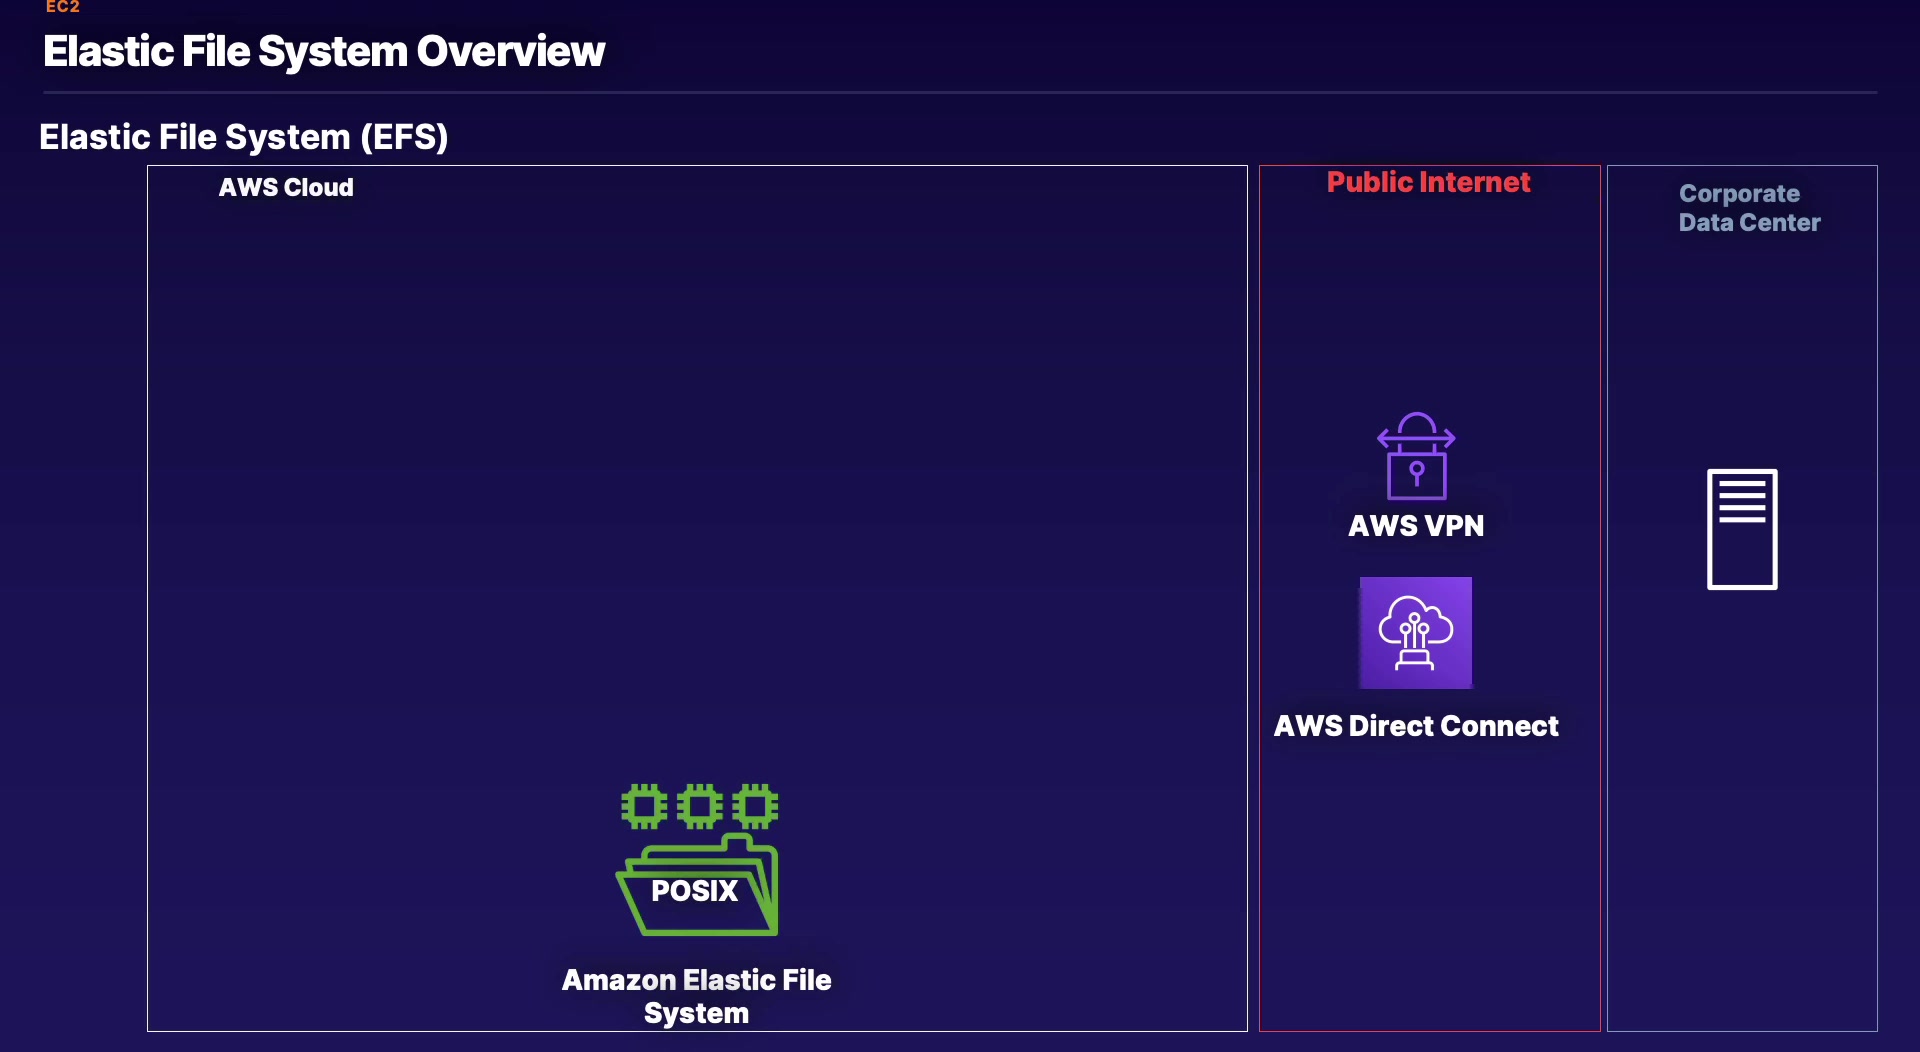 EC2
Elastic File System Overview
Elastic File System (EFS)
AWS Cloud
Public Internet
Corporate
Data Center
AWS VPN
AWS Direct Connect
POSIX
Amazon Elastic File
System